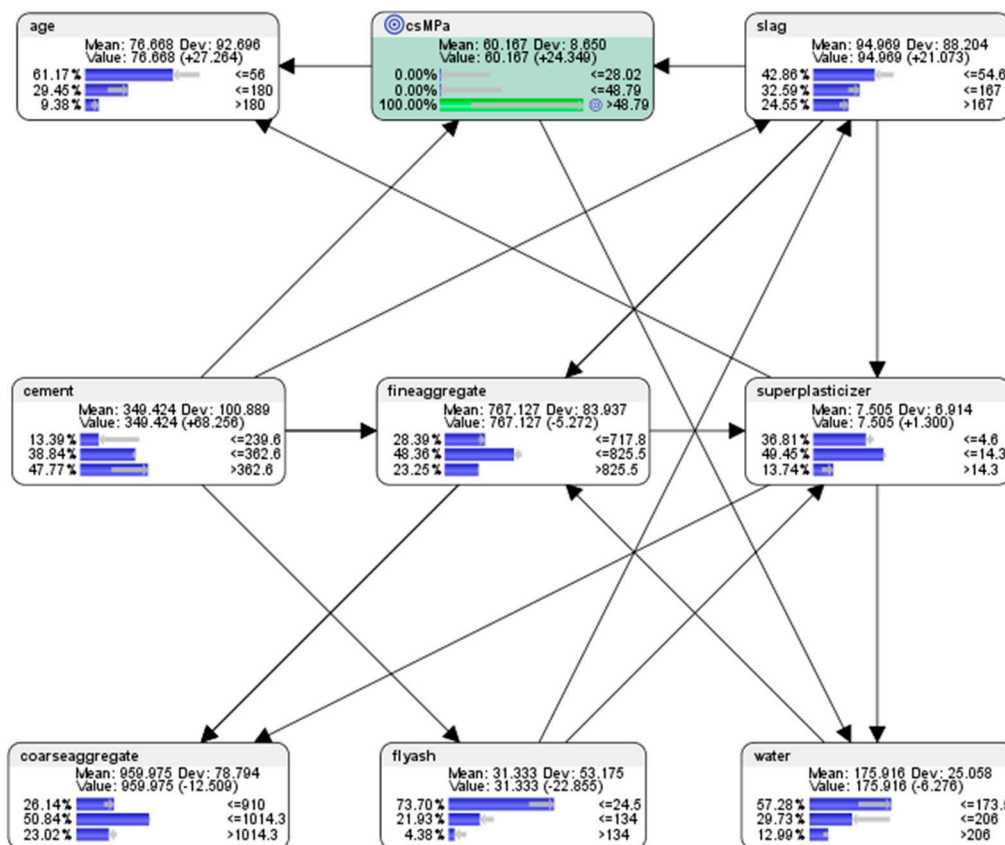 age
Mean: 76.668 Dev: 92.696
Value: 76.668 (+27.264)
61.17% <=56
29.45% <=180
9.38% >180
csMPa
Mean: 60.167 Dev: 8.650
Value: 60.167 (+24.349)
0.00% <=28.02
0.00% <=48.79
100.00% >48.79
slag
Mean: 94.969 Dev: 88.204
Value: 94.969 (+21.073)
42.86% <=54.6
32.59% <=167
24.55% >167
cement
Mean: 349.424 Dev: 100.889
Value: 349.424 (+68.256)
13.39% <=239.6
38.84% <=362.6
47.77% >362.6
fineaggregate
Mean: 767.127 Dev: 83.937
Value: 767.127 (-5.272)
28.39% <=717.8
48.36% <=825.5
23.25% >825.5
superplasticizer
Mean: 7.505 Dev: 6.914
Value: 7.505 (+1.300)
36.81% <=4.6
49.45% <=14.3
13.74% >14.3
coarseaggregate
Mean: 959.975 Dev: 78.794
Value: 959.975 (-12.509)
26.14% <=910
50.84% <=1014.3
23.02% >1014.3
flyash
Mean: 31.333 Dev: 53.175
Value: 31.333 (-22.855)
73.70% <=24.5
21.93% <=134
4.38% >134
water
Mean: 175.916 Dev: 25.058
Value: 175.916 (-6.276)
57.28% <=173.5
29.73% <=206
12.99% >206